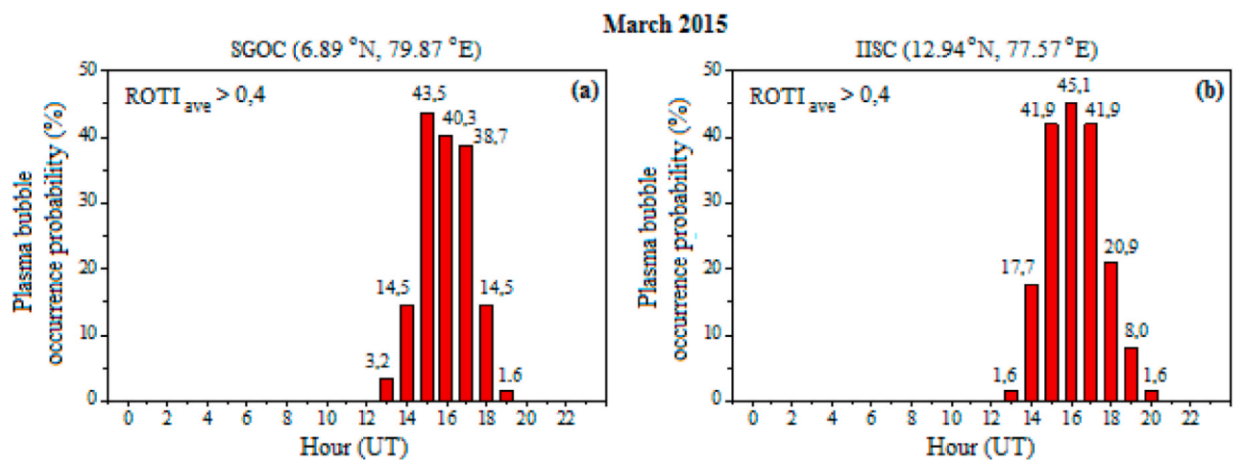 March 2015
SGOC (6.89 °N, 79.87 °E)
(a)
ROTI ave > 0,4
Plasma bubble
occurrence probability (%)
50
40
30
20
10
0
3,2
14,5
43,5
40,3
38,7
14,5
1.6
0 2 4 6 8 10 12 14 16 18 20 22
Hour (UT)
IISC (12.94°N, 77.57°E)
(b)
ROTI ave > 0,4
Plasma bubble
occurrence probability (%)
50
40
30
20
10
0
1,6
17,7
41,9
45,1
41,9
20,9
8,0
1,6
0 2 4 6 8 10 12 14 16 18 20 22
Hour (UT)